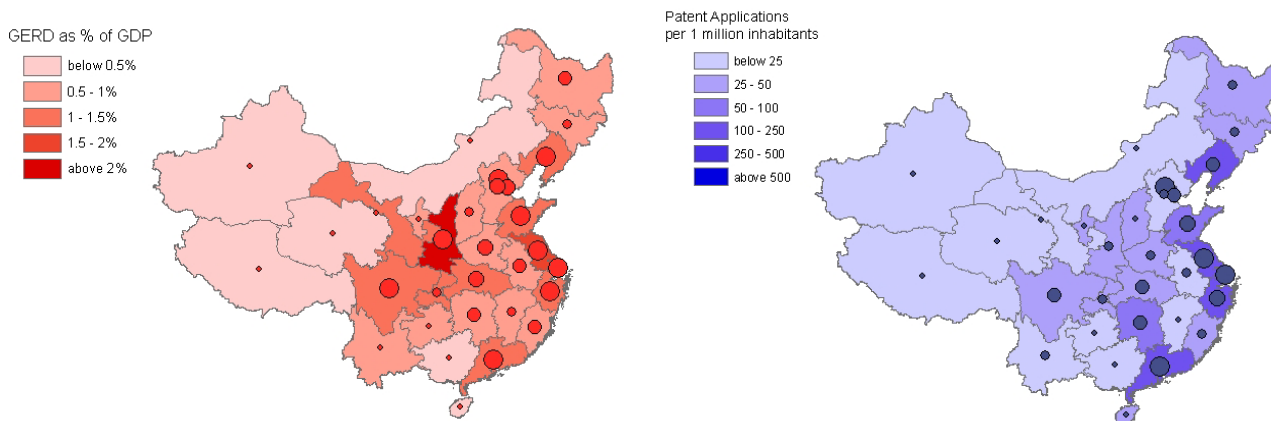 GERD as % of GDP
below 0.5%
0.5 - 1%
1 - 1.5%
1.5 - 2%
above 2%
Patent Applications
per 1 million inhabitants
below 25
25 - 50
50 - 100
100 - 250
250 - 500
above 500